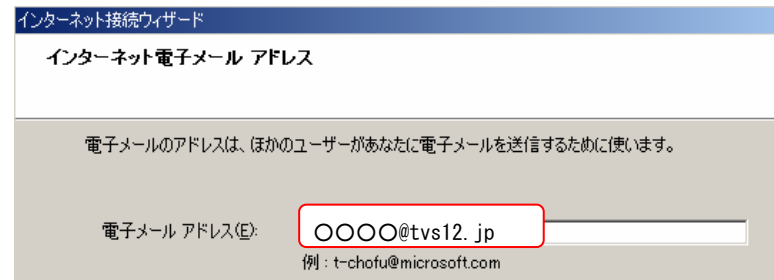 インターネット接続ウィザード
インターネット電子メール アドレス
電子メールのアドレスは、ほかのユーザーがあなたに電子メールを送信するために使います。
電子メール アドレス(E): 〇〇〇〇@tvs12.jp
例 : t-chofu@microsoft.com